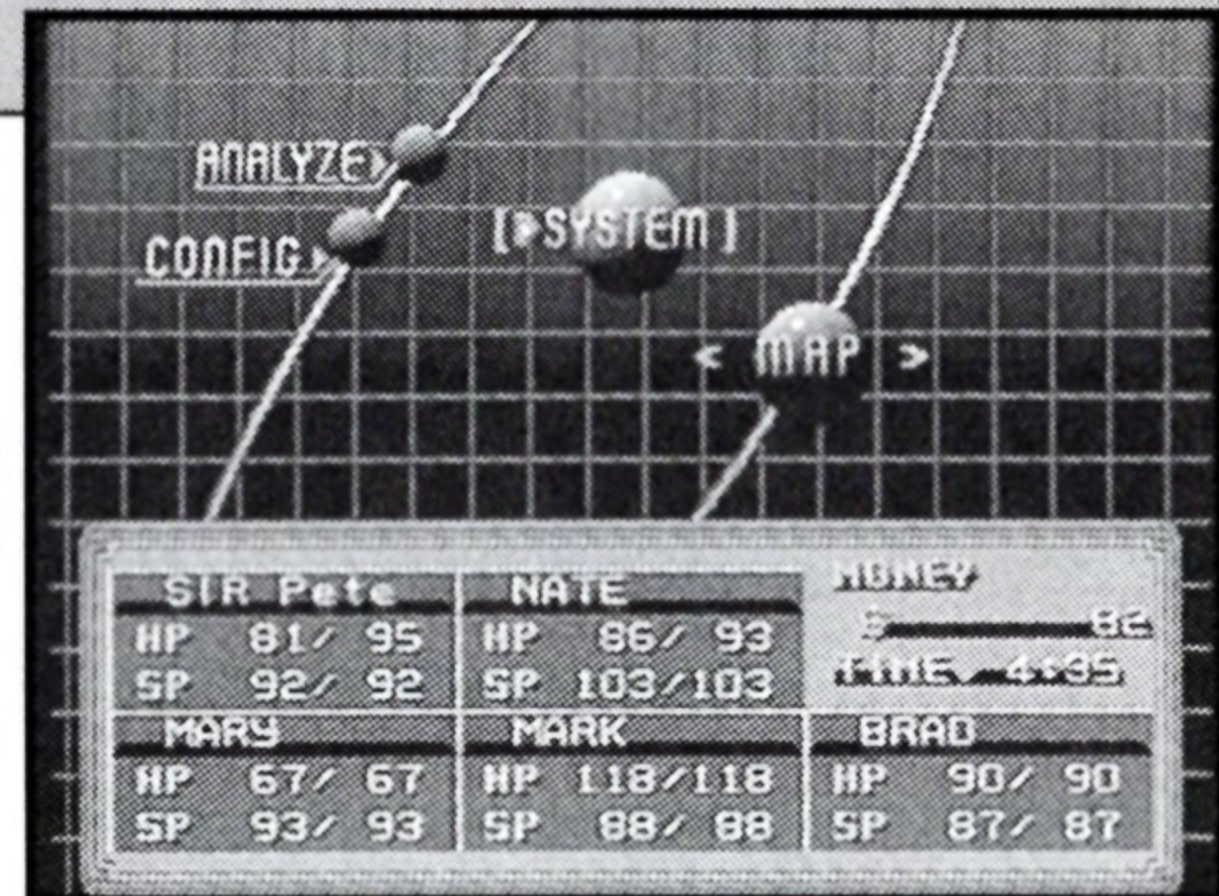 ANALYZE
CONFIG
[ SYSTEM ]
< MAP >
SIR Pete
HP 81/ 95
SP 92/ 92
NATE
HP 86/ 93
SP 103/103
MONEY
$ 82
TIME 4:35
MARY
HP 67/ 67
SP 93/ 93
MARK
HP 118/118
SP 88/ 88
BRAD
HP 90/ 90
SP 87/ 87